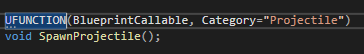 UFUNCTION(BlueprintCallable, Category="Projectile")
void SpawnProjectile();